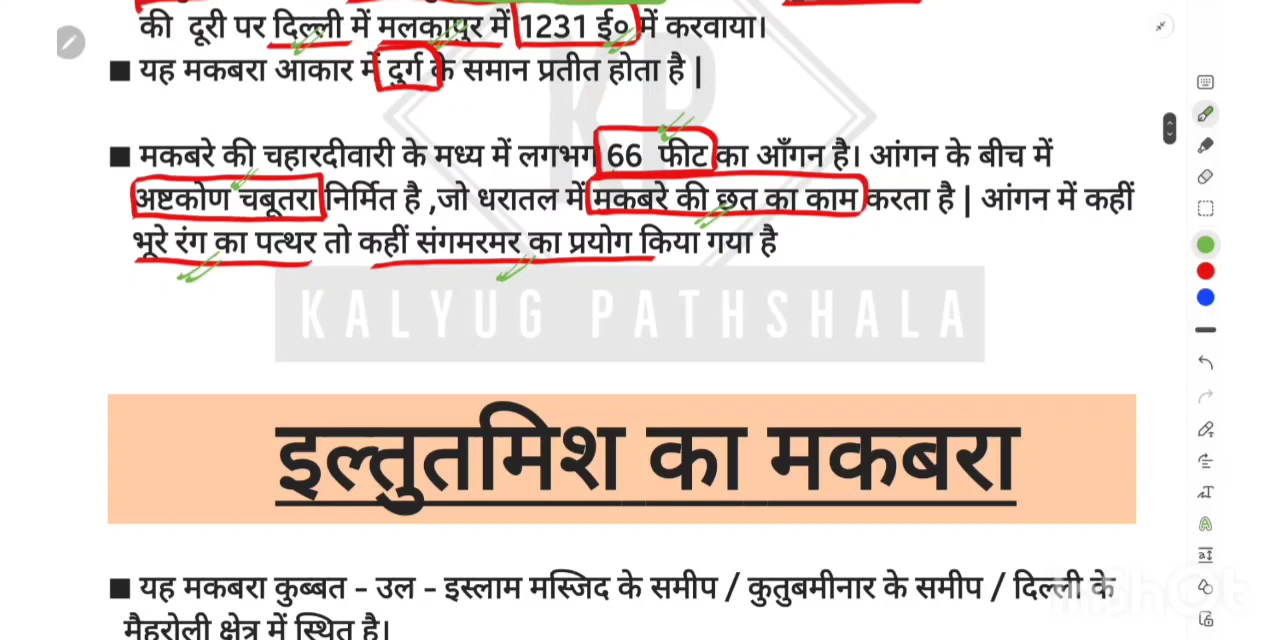 की दूरी पर दिल्ली में मलकापुर में 1231 ई० में करवाया।
■ यह मकबरा आकार में दुर्ग के समान प्रतीत होता है |
■ मकबरे की चहारदीवारी के मध्य में लगभग 66 फीट का आँगन है। आंगन के बीच में
अष्टकोण चबूतरा निर्मित है ,जो धरातल में मकबरे की छत का काम करता है | आंगन में कहीं
भूरे रंग का पत्थर तो कहीं संगमरमर का प्रयोग किया गया है
KP
KALYUG PATHSHALA
इल्तुतमिश का मकबरा
■ यह मकबरा कुब्बत – उल – इस्लाम मस्जिद के समीप / कुतुबमीनार के समीप / दिल्ली के
मैहरोली क्षेत्र में स्थित है।
InShOt